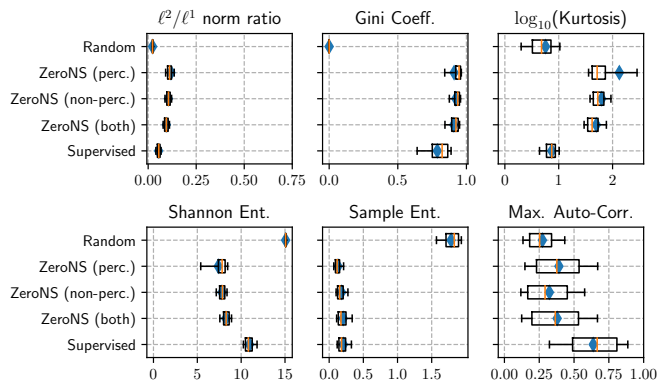 ℓ²/ℓ¹ norm ratio Gini Coeff. log₁₀(Kurtosis)
Random
ZeroNS (perc.)
ZeroNS (non-perc.)
ZeroNS (both)
Supervised
0.00 0.25 0.50 0.75 0.0 0.5 1.0 0 1 2
Shannon Ent. Sample Ent. Max. Auto-Corr.
Random
ZeroNS (perc.)
ZeroNS (non-perc.)
ZeroNS (both)
Supervised
0 5 10 15 0.0 0.5 1.0 1.5 0.00 0.25 0.50 0.75 1.00